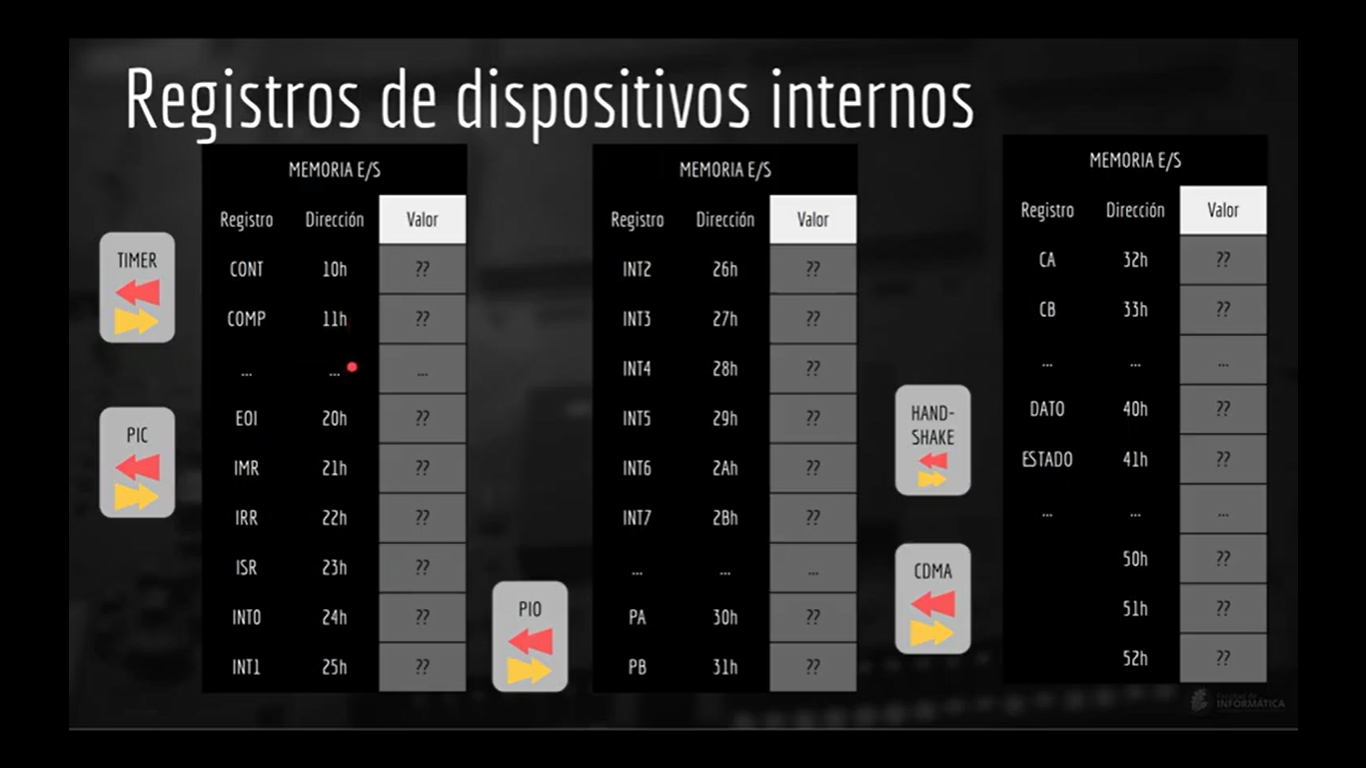 Registros de dispositivos internos
TIMER
PIC
MEMORIA E/S
Registro Dirección Valor
CONT 10h ??
COMP 11h ??
... ... ...
EOI 20h ??
IMR 21h ??
IRR 22h ??
ISR 23h ??
INT0 24h ??
INT1 25h ??
PIO
MEMORIA E/S
Registro Dirección Valor
INT2 26h ??
INT3 27h ??
INT4 28h ??
INT5 29h ??
INT6 2Ah ??
INT7 2Bh ??
... ... ...
PA 30h ??
PB 31h ??
HAND-
SHAKE
CDMA
MEMORIA E/S
Registro Dirección Valor
CA 32h ??
CB 33h ??
... ... ...
DATO 40h ??
ESTADO 41h ??
... ... ...
50h ??
51h ??
52h ??
INFORMÁTICA